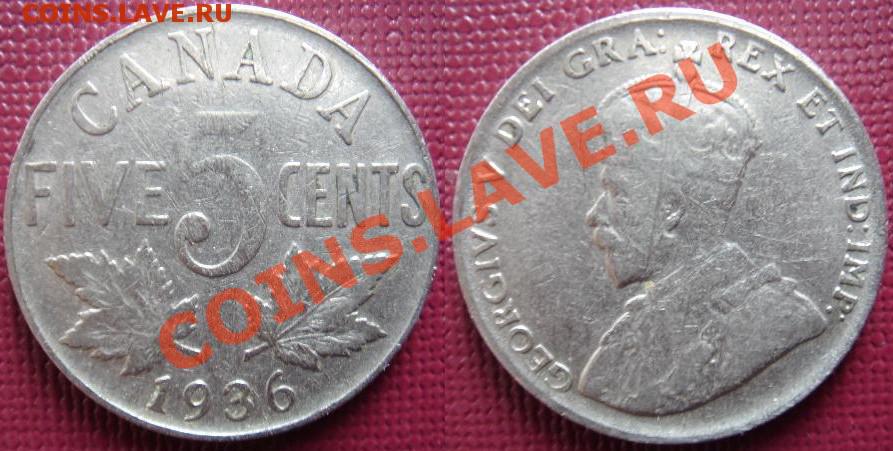 COINS.LAVE.RU
CANADA
FIVE 5 CENTS
1936
GEORGIVS V DEI GRA: REX ET IND: IMP:
COINS.LAVE.RU